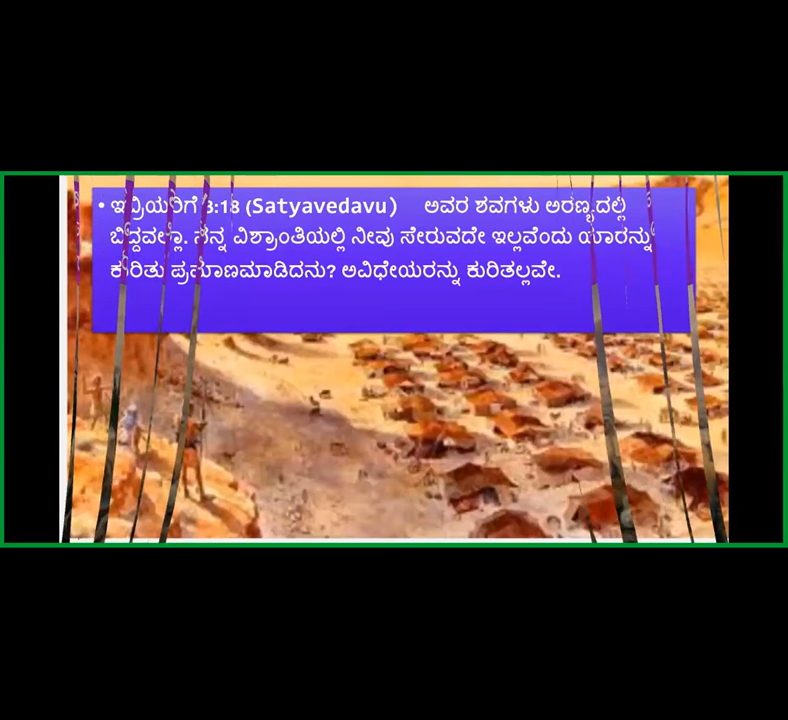 • ಇಬ್ರಿಯರಿಗೆ 3:18 (Satyavedavu) ಅವರ ಶವಗಳು ಅರಣ್ಯದಲ್ಲಿ
ಬಿದ್ದವಲ್ಲಾ. ನನ್ನ ವಿಶ್ರಾಂತಿಯಲ್ಲಿ ನೀವು ಸೇರುವದೇ ಇಲ್ಲವೆಂದು ಯಾರನ್ನು
ಕುರಿತು ಪ್ರಮಾಣಮಾಡಿದನು? ಅವಿಧೇಯರನ್ನು ಕುರಿತಲ್ಲವೇ.